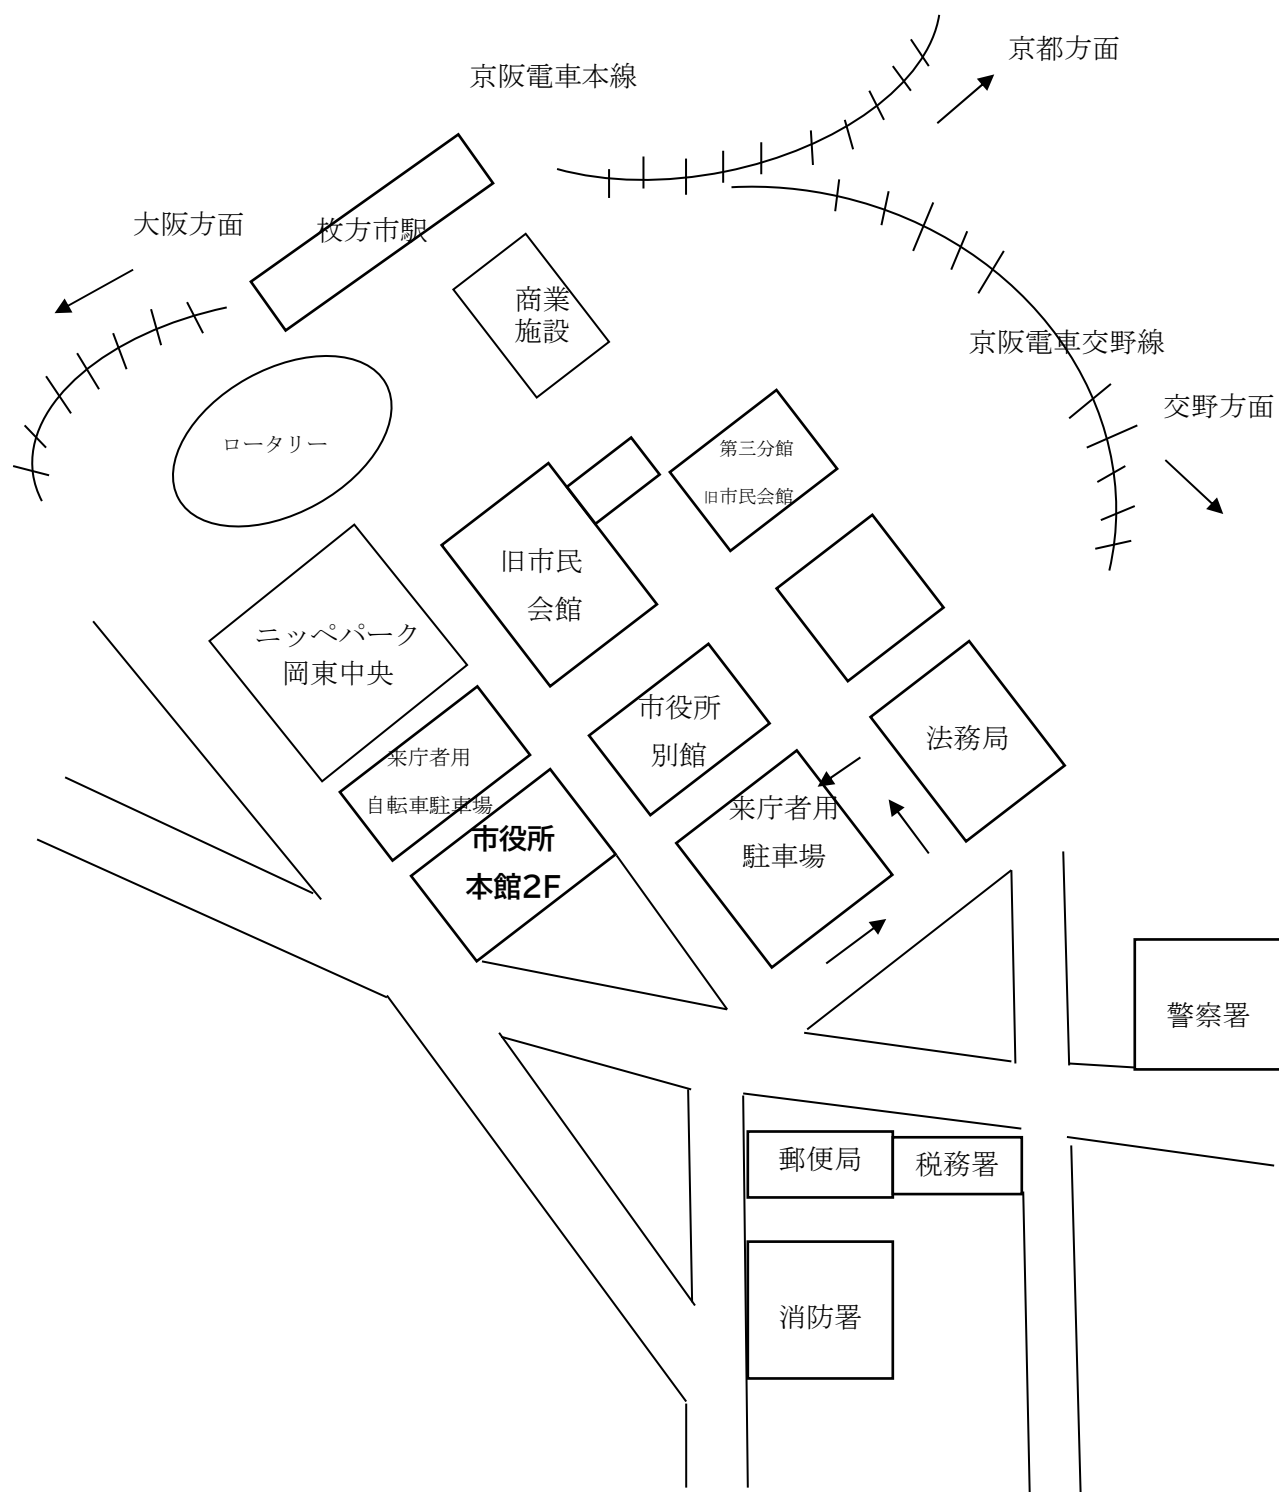 京都方面
京阪電車本線
大阪方面
枚方市駅
商業
施設
京阪電車交野線
交野方面
ロータリー
第三分館
旧市民会館
旧市民
会館
ニッペパーク
岡東中央
市役所
別館
法務局
来庁者用
自転車駐車場
来庁者用
駐車場
市役所
本館2F
警察署
郵便局
税務署
消防署